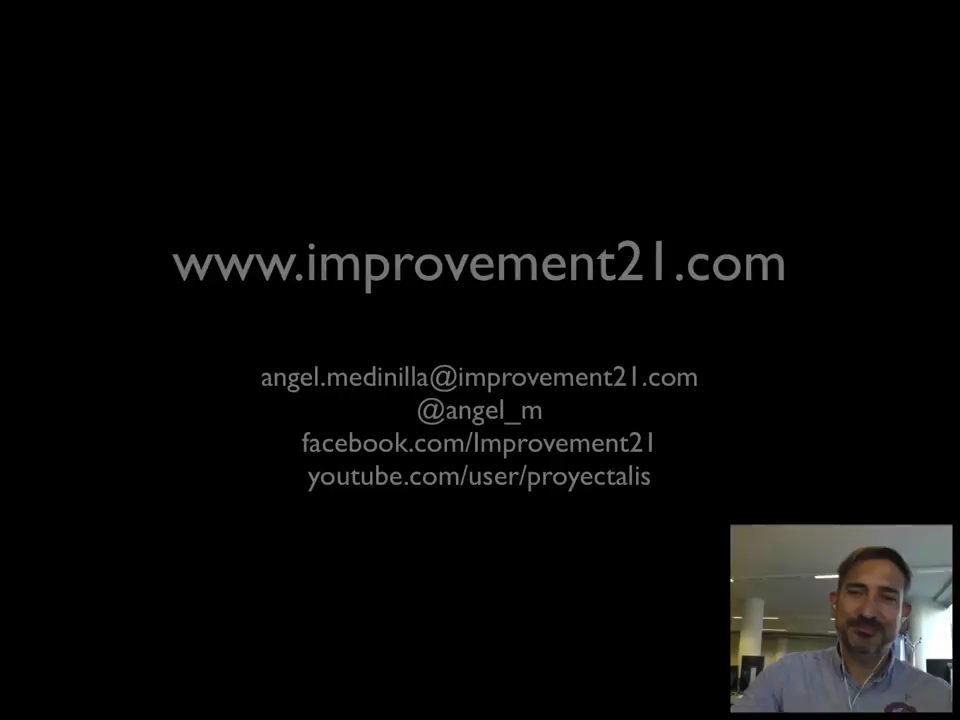 www.improvement21.com
angel.medinilla@improvement21.com
@angel_m
facebook.com/Improvement21
youtube.com/user/proyectalis